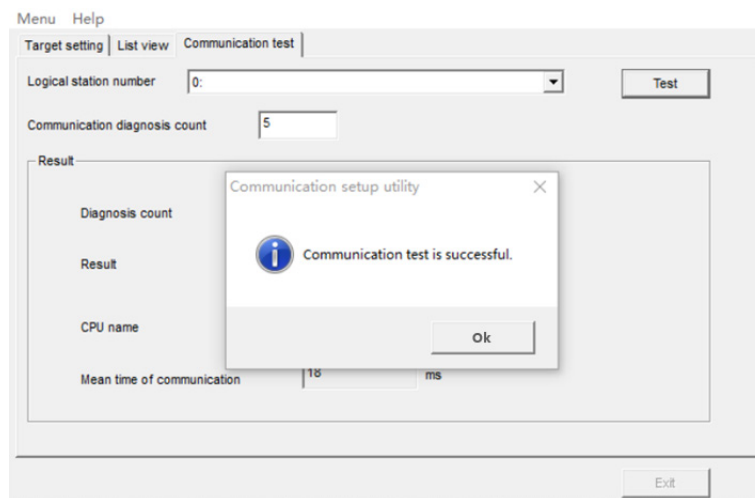 Menu Help
Target setting List view Communication test
Logical station number 0: Test
Communication diagnosis count 5
Result
Communication setup utility
Diagnosis count
Communication test is successful.
Result
CPU name
Ok
Mean time of communication 18 ms
Exit